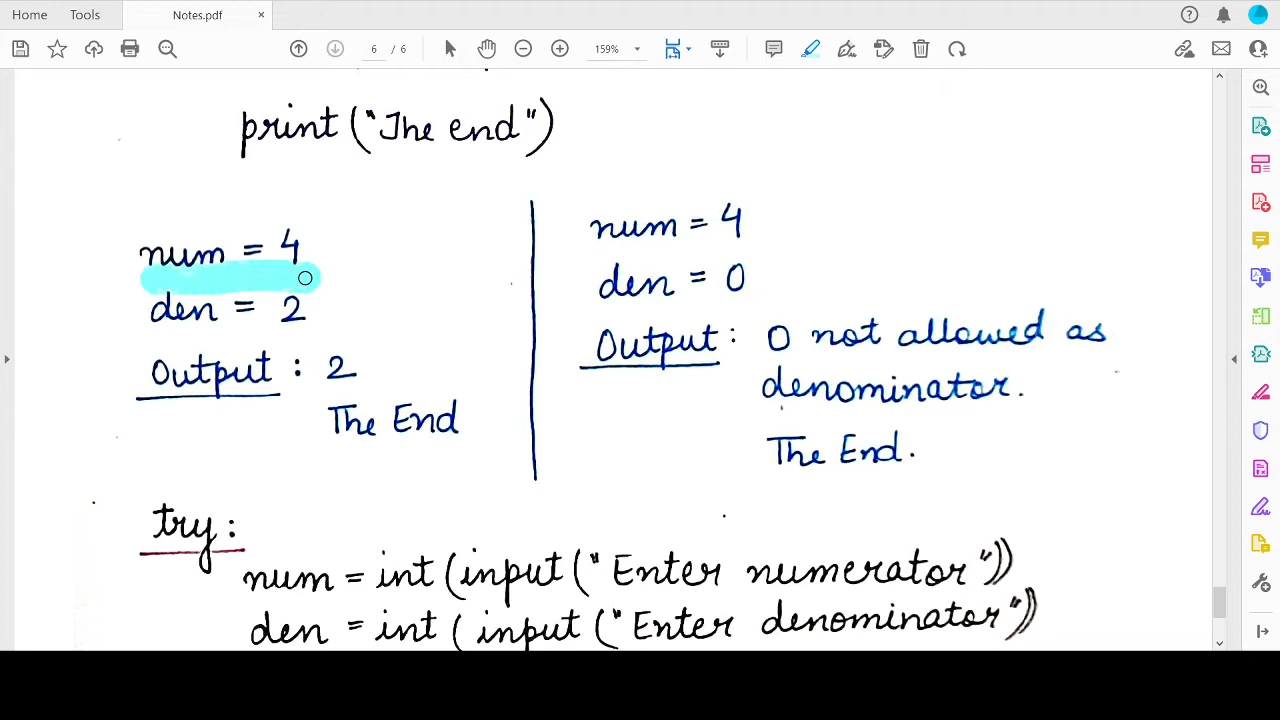 Home Tools Notes.pdf ×
6 / 6 159%
print("The end")
num = 4
den = 2
Output : 2
The End
num = 4
den = 0
Output : 0 not allowed as
denominator.
The End.
try:
num = int(input("Enter numerator"))
den = int(input("Enter denominator"))